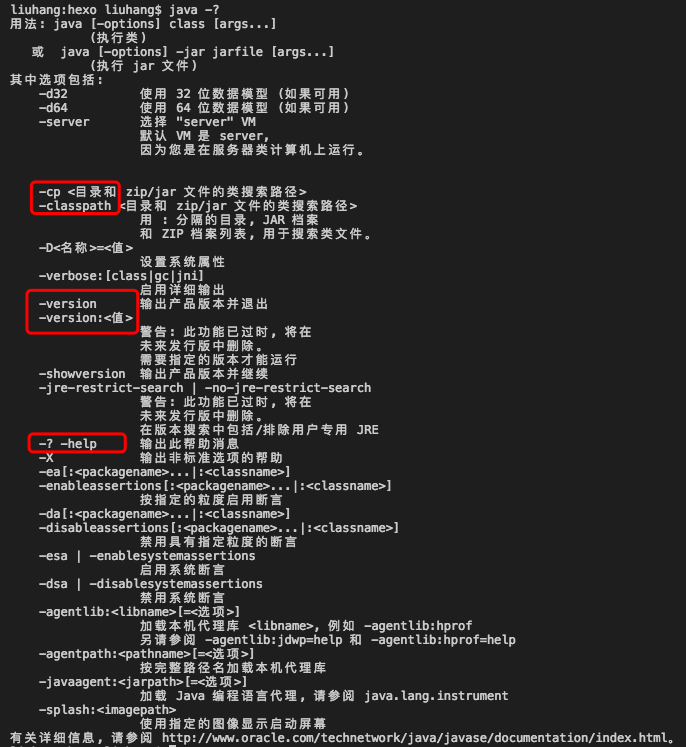 liuhang:hexo liuhang$ java -?
用法: java [-options] class [args...]
(执行类)
或 java [-options] -jar jarfile [args...]
(执行 jar 文件)
其中选项包括:
-d32 使用 32 位数据模型 (如果可用)
-d64 使用 64 位数据模型 (如果可用)
-server 选择 "server" VM
默认 VM 是 server,
因为您是在服务器类计算机上运行。
-cp <目录和 zip/jar 文件的类搜索路径>
-classpath <目录和 zip/jar 文件的类搜索路径>
用 : 分隔的目录, JAR 档案
和 ZIP 档案列表, 用于搜索类文件。
-D<名称>=<值>
设置系统属性
-verbose:[class|gc|jni]
启用详细输出
-version 输出产品版本并退出
-version:<值>
警告: 此功能已过时, 将在
未来发行版中删除。
需要指定的版本才能运行
-showversion 输出产品版本并继续
-jre-restrict-search | -no-jre-restrict-search
警告: 此功能已过时, 将在
未来发行版中删除。
在版本搜索中包括/排除用户专用 JRE
-? -help 输出此帮助消息
-X 输出非标准选项的帮助
-ea[:<packagename>...|:<classname>]
-enableassertions[:<packagename>...|:<classname>]
按指定的粒度启用断言
-da[:<packagename>...|:<classname>]
-disableassertions[:<packagename>...|:<classname>]
禁用具有指定粒度的断言
-esa | -enablesystemassertions
启用系统断言
-dsa | -disablesystemassertions
禁用系统断言
-agentlib:<libname>[=<选项>]
加载本机代理库 <libname>, 例如 -agentlib:hprof
另请参阅 -agentlib:jdwp=help 和 -agentlib:hprof=help
-agentpath:<pathname>[=<选项>]
按完整路径名加载本机代理库
-javaagent:<jarpath>[=<选项>]
加载 Java 编程语言代理, 请参阅 java.lang.instrument
-splash:<imagepath>
使用指定的图像显示启动屏幕
有关详细信息, 请参阅 http://www.oracle.com/technetwork/java/javase/documentation/index.html。